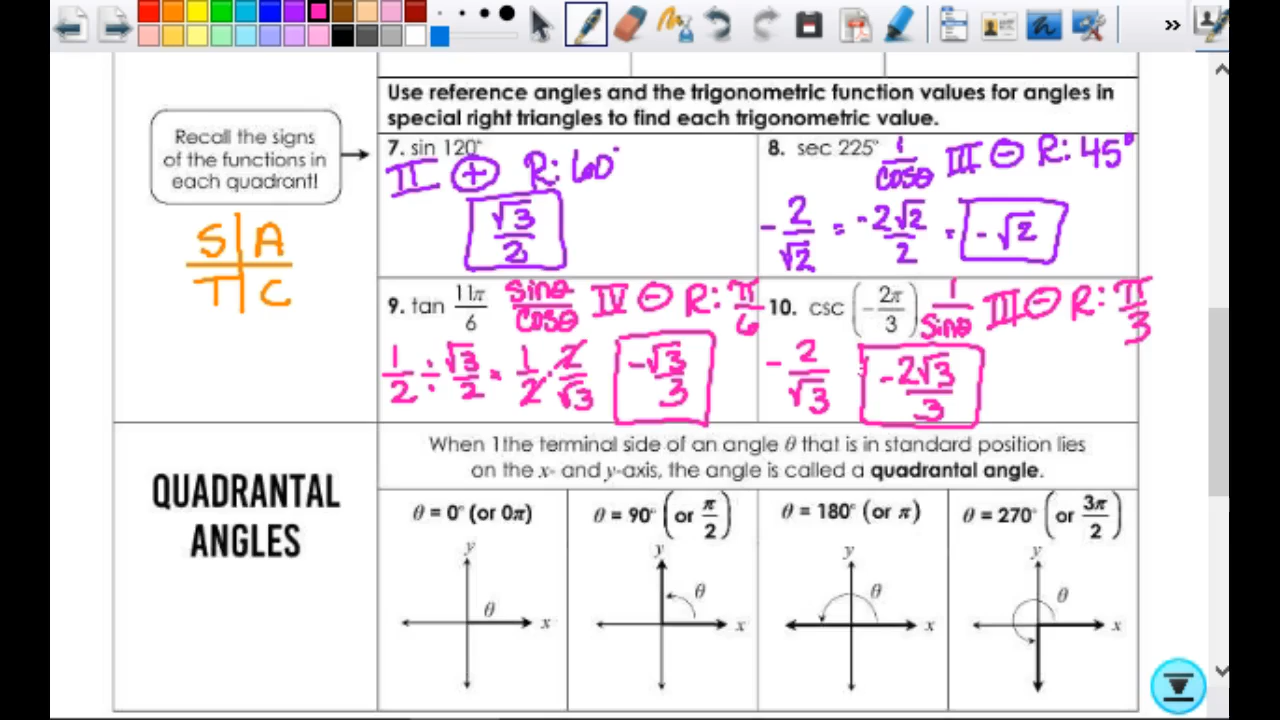 »
Use reference angles and the trigonometric function values for angles in
special right triangles to find each trigonometric value.
Recall the signs
of the functions in
each quadrant!
S A
T C
7. sin 120°
II + R: 60°
√3/2
8. sec 225° 1/cosθ III - R: 45°
- 2/√2 = -2√2/2 = -√2
9. tan 11π/6 sinθ/cosθ IV - R: π/6
1/2 ÷ √3/2 = 1/2 · 2/√3 -√3/3
10. csc (-2π/3) 1/sinθ III - R: π/3
- 2/√3 = -2√3/3
QUADRANTAL
ANGLES
When 1the terminal side of an angle θ that is in standard position lies
on the x- and y-axis, the angle is called a quadrantal angle.
θ = 0° (or 0π)
y
θ
x
θ = 90° (or π/2)
y
θ
x
θ = 180° (or π)
y
θ
x
θ = 270° (or 3π/2)
y
θ
x